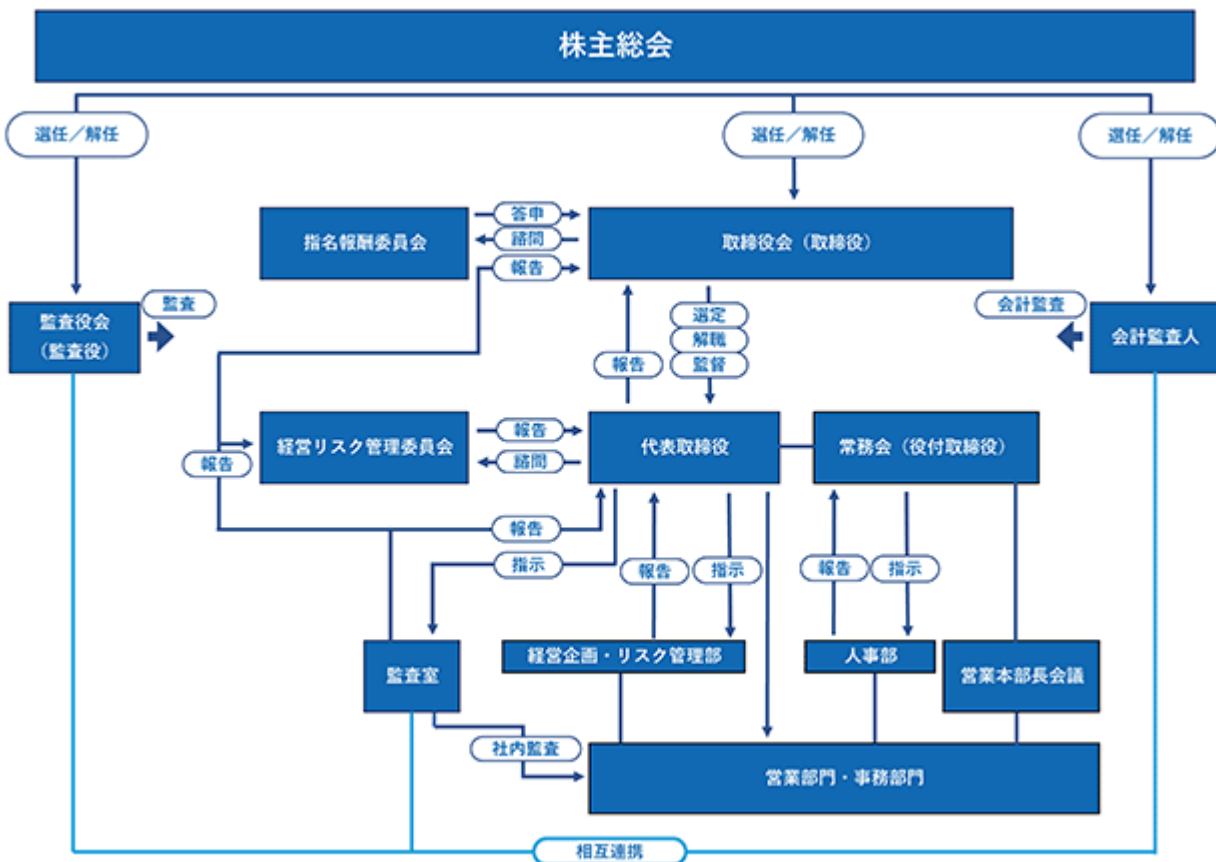 株主総会
選任／解任
選任／解任
選任／解任
指名報酬委員会
答申
諮問
報告
取締役会（取締役）
監査役会
（監査役）
監査
会計監査
会計監査人
選定
解職
監督
報告
経営リスク管理委員会
報告
諮問
代表取締役
常務会（役付取締役）
報告
報告
指示
報告
指示
報告
指示
監査室
経営企画・リスク管理部
人事部
営業本部長会議
社内監査
営業部門・事務部門
相互連携